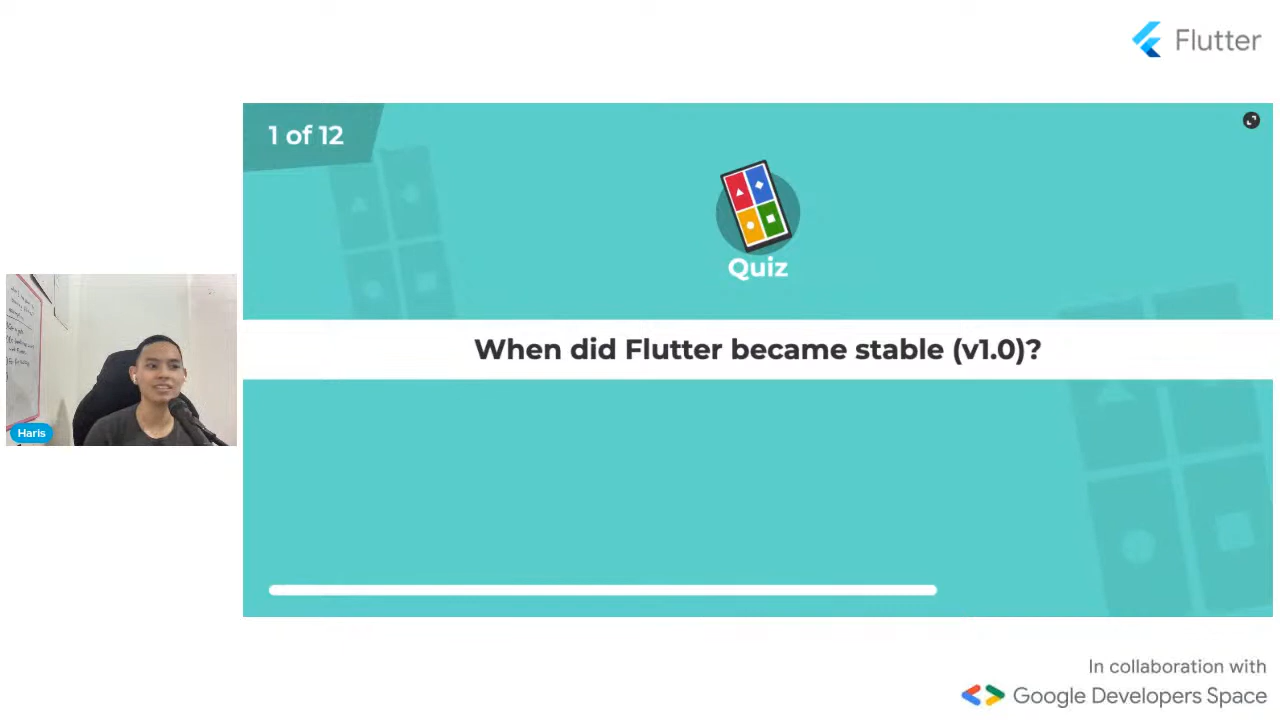 Flutter
1 of 12
Quiz
When did Flutter became stable (v1.0)?
Haris
In collaboration with
Google Developers Space